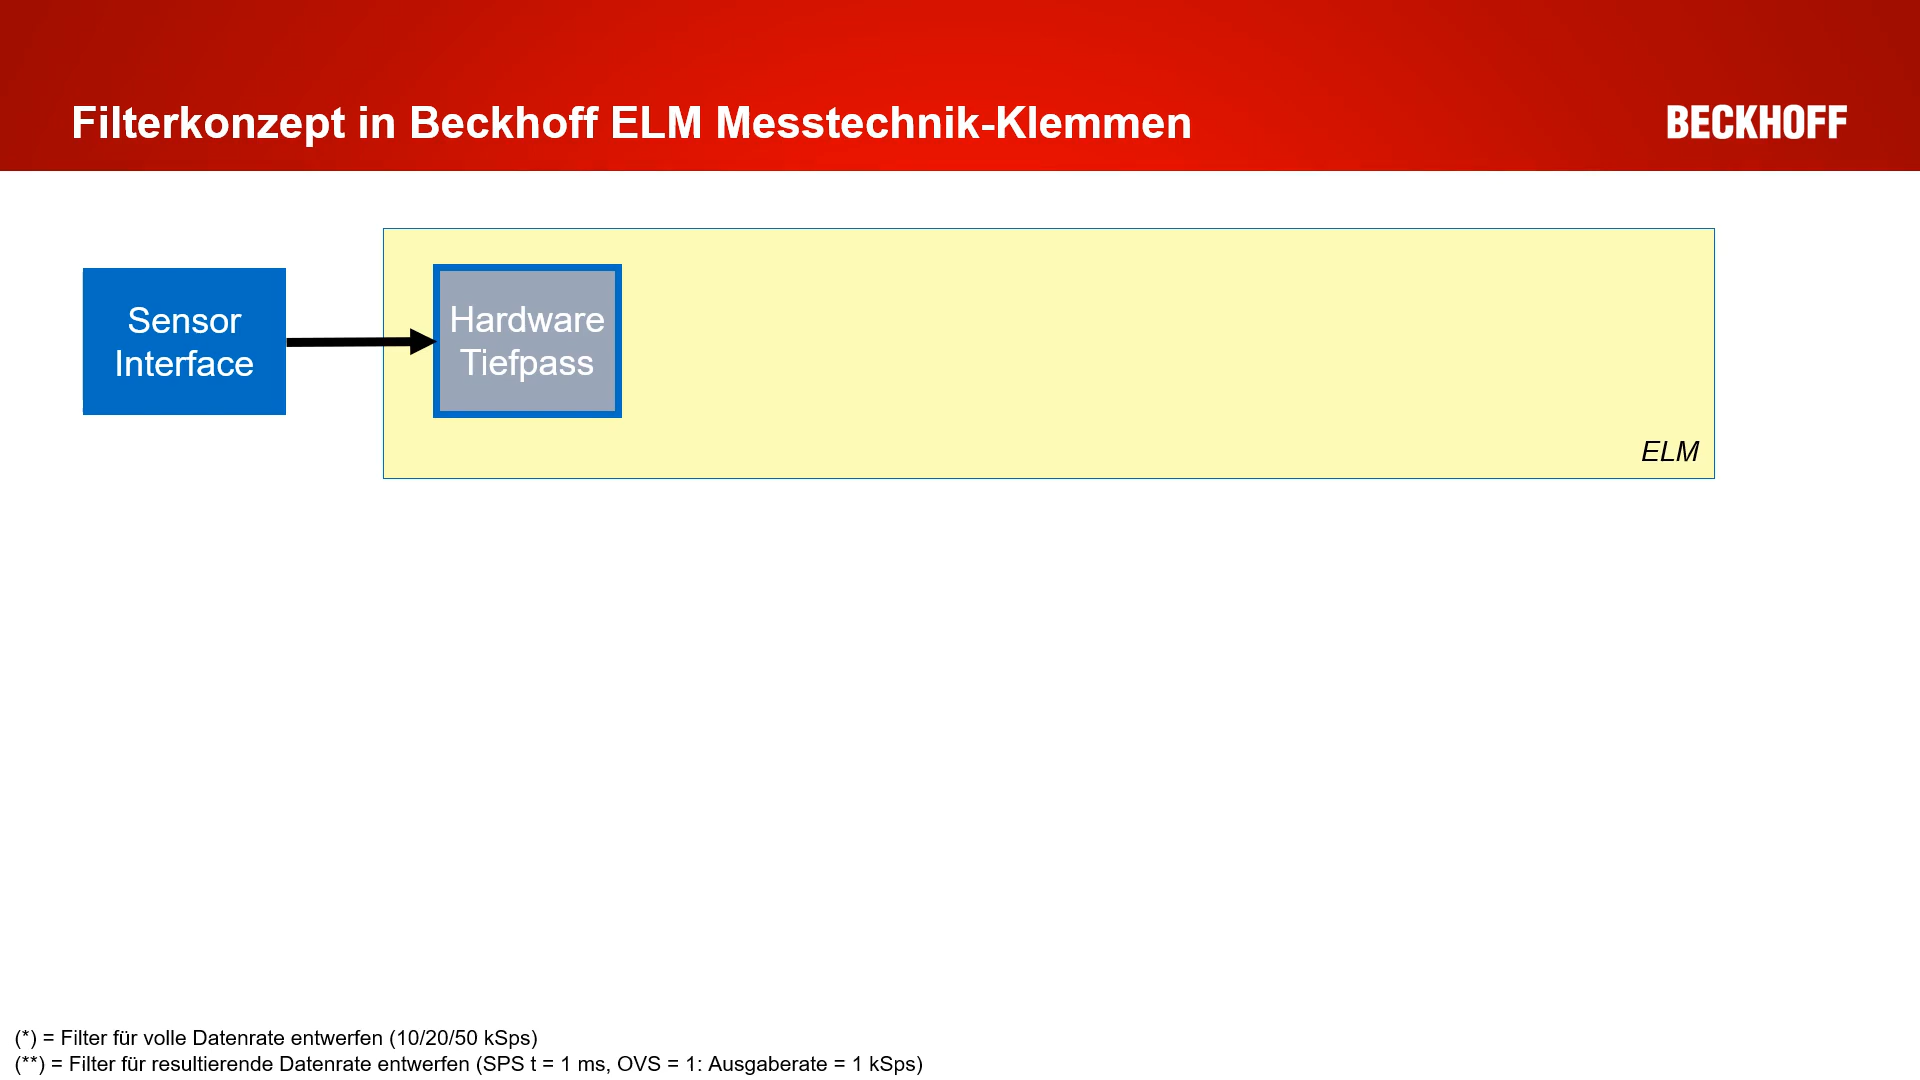 Filterkonzept in Beckhoff ELM Messtechnik-Klemmen
BECKHOFF
Sensor
Interface
Hardware
Tiefpass
ELM
(*) = Filter für volle Datenrate entwerfen (10/20/50 kSps)
(**) = Filter für resultierende Datenrate entwerfen (SPS t = 1 ms, OVS = 1: Ausgaberate = 1 kSps)